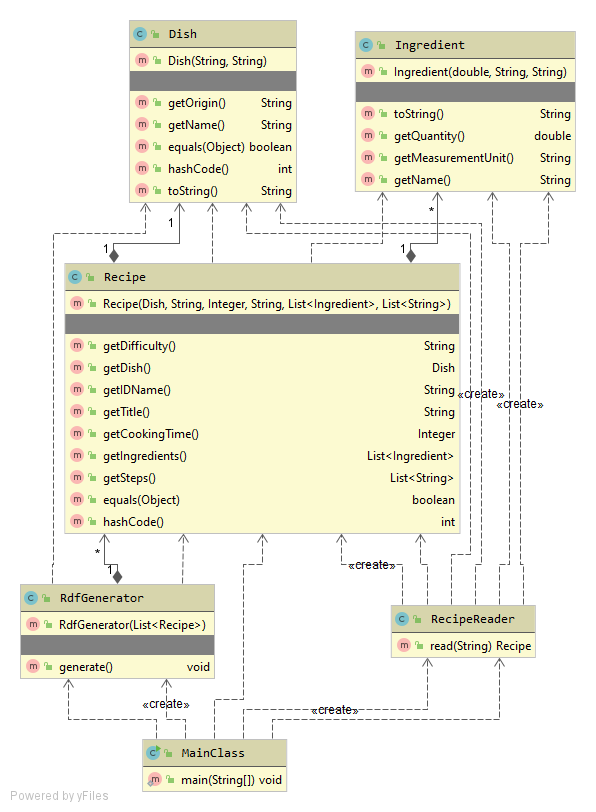 Dish
Dish(String, String)
getOrigin() String
getName() String
equals(Object) boolean
hashCode() int
toString() String
Ingredient
Ingredient(double, String, String)
toString() String
getQuantity() double
getMeasurementUnit() String
getName() String
1
*
1
1
Recipe
Recipe(Dish, String, Integer, String, List<Ingredient>, List<String>)
getDifficulty() String
getDish() Dish
getIDName() String
getTitle() String
getCookingTime() Integer
getIngredients() List<Ingredient>
getSteps() List<String>
equals(Object) boolean
hashCode() int
«create»
«create»
*
1
«create»
RdfGenerator
RdfGenerator(List<Recipe>)
generate() void
RecipeReader
read(String) Recipe
«create»
«create»
MainClass
main(String[]) void
Powered by yFiles